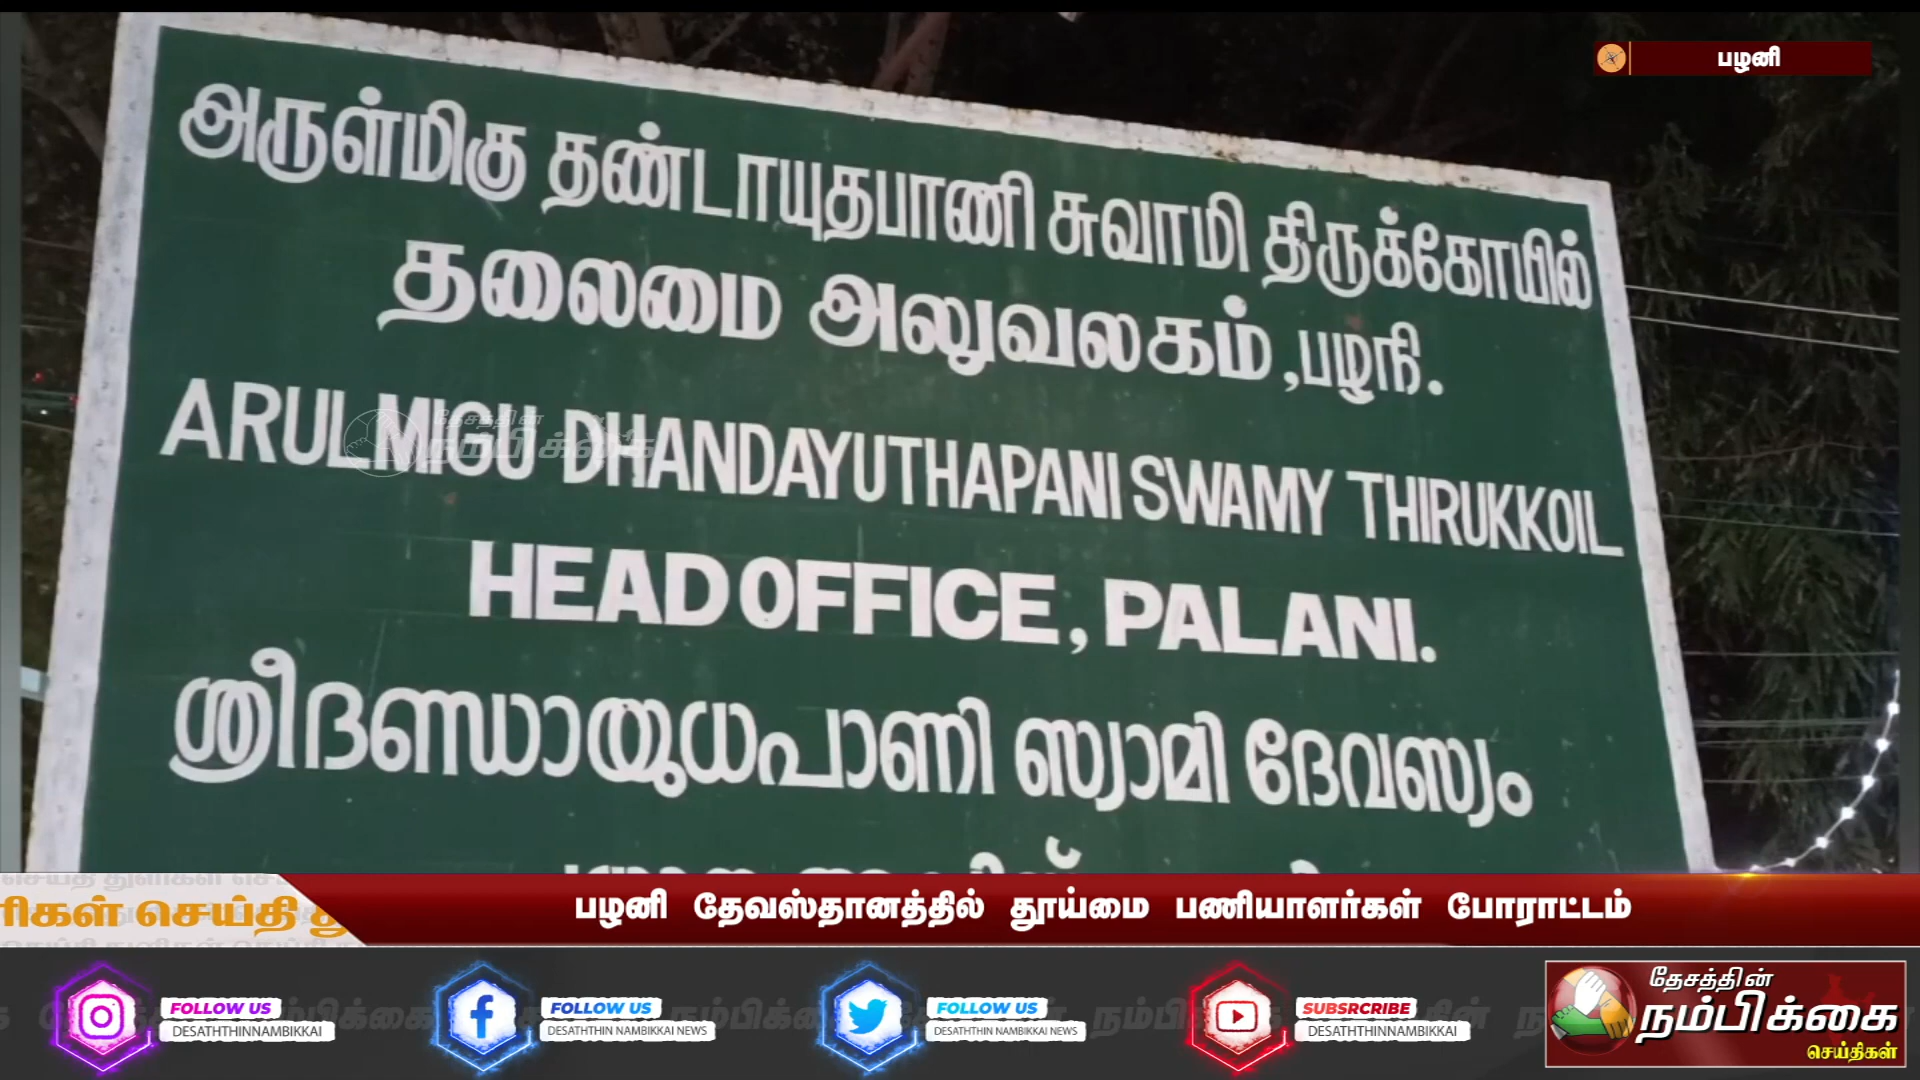 பழனி
அருள்மிகு தண்டாயுதபாணி சுவாமி திருக்கோயில்
தலைமை அலுவலகம், பழநி.
ARULMIGU DHANDAYUTHAPANI SWAMY THIRUKKOIL
தேசத்தின்
நம்பிக்கை
HEAD OFFICE, PALANI.
ശ്രീദണ്ഡായുധപാണി സ്വാമി ദേവസ്വം
செய்தி
பழனி தேவஸ்தானத்தில் தூய்மை பணியாளர்கள் போராட்டம்
FOLLOW US
DESATHTHINNAMBIKKAI
FOLLOW US
DESATHTHIN NAMBIKKAI NEWS
FOLLOW US
DESATHTHIN NAMBIKKAI NEWS
SUBSRCRIBE
DESATHTHINNAMBIKKAI
தேசத்தின்
நம்பிக்கை
செய்திகள்